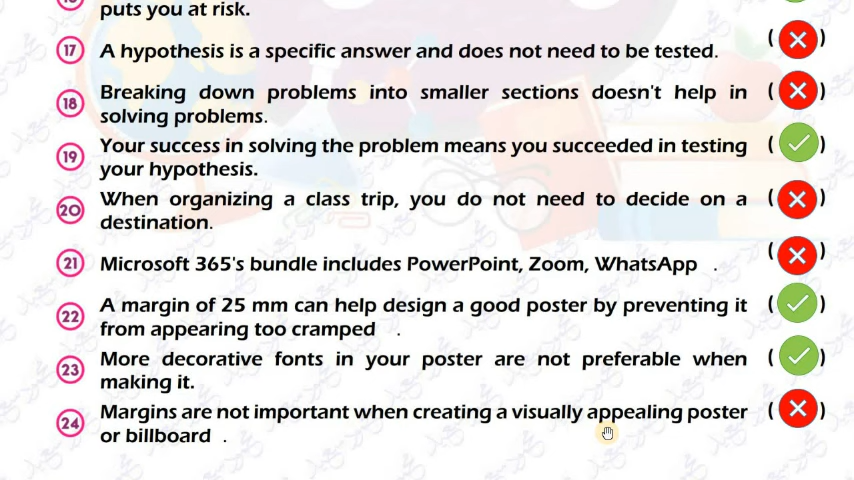 puts you at risk.
17 A hypothesis is a specific answer and does not need to be tested. ( )
18 Breaking down problems into smaller sections doesn't help in ( )
solving problems.
19 Your success in solving the problem means you succeeded in testing ( )
your hypothesis.
20 When organizing a class trip, you do not need to decide on a ( )
destination.
21 Microsoft 365's bundle includes PowerPoint, Zoom, WhatsApp . ( )
22 A margin of 25 mm can help design a good poster by preventing it ( )
from appearing too cramped .
23 More decorative fonts in your poster are not preferable when ( )
making it.
24 Margins are not important when creating a visually appealing poster ( )
or billboard .